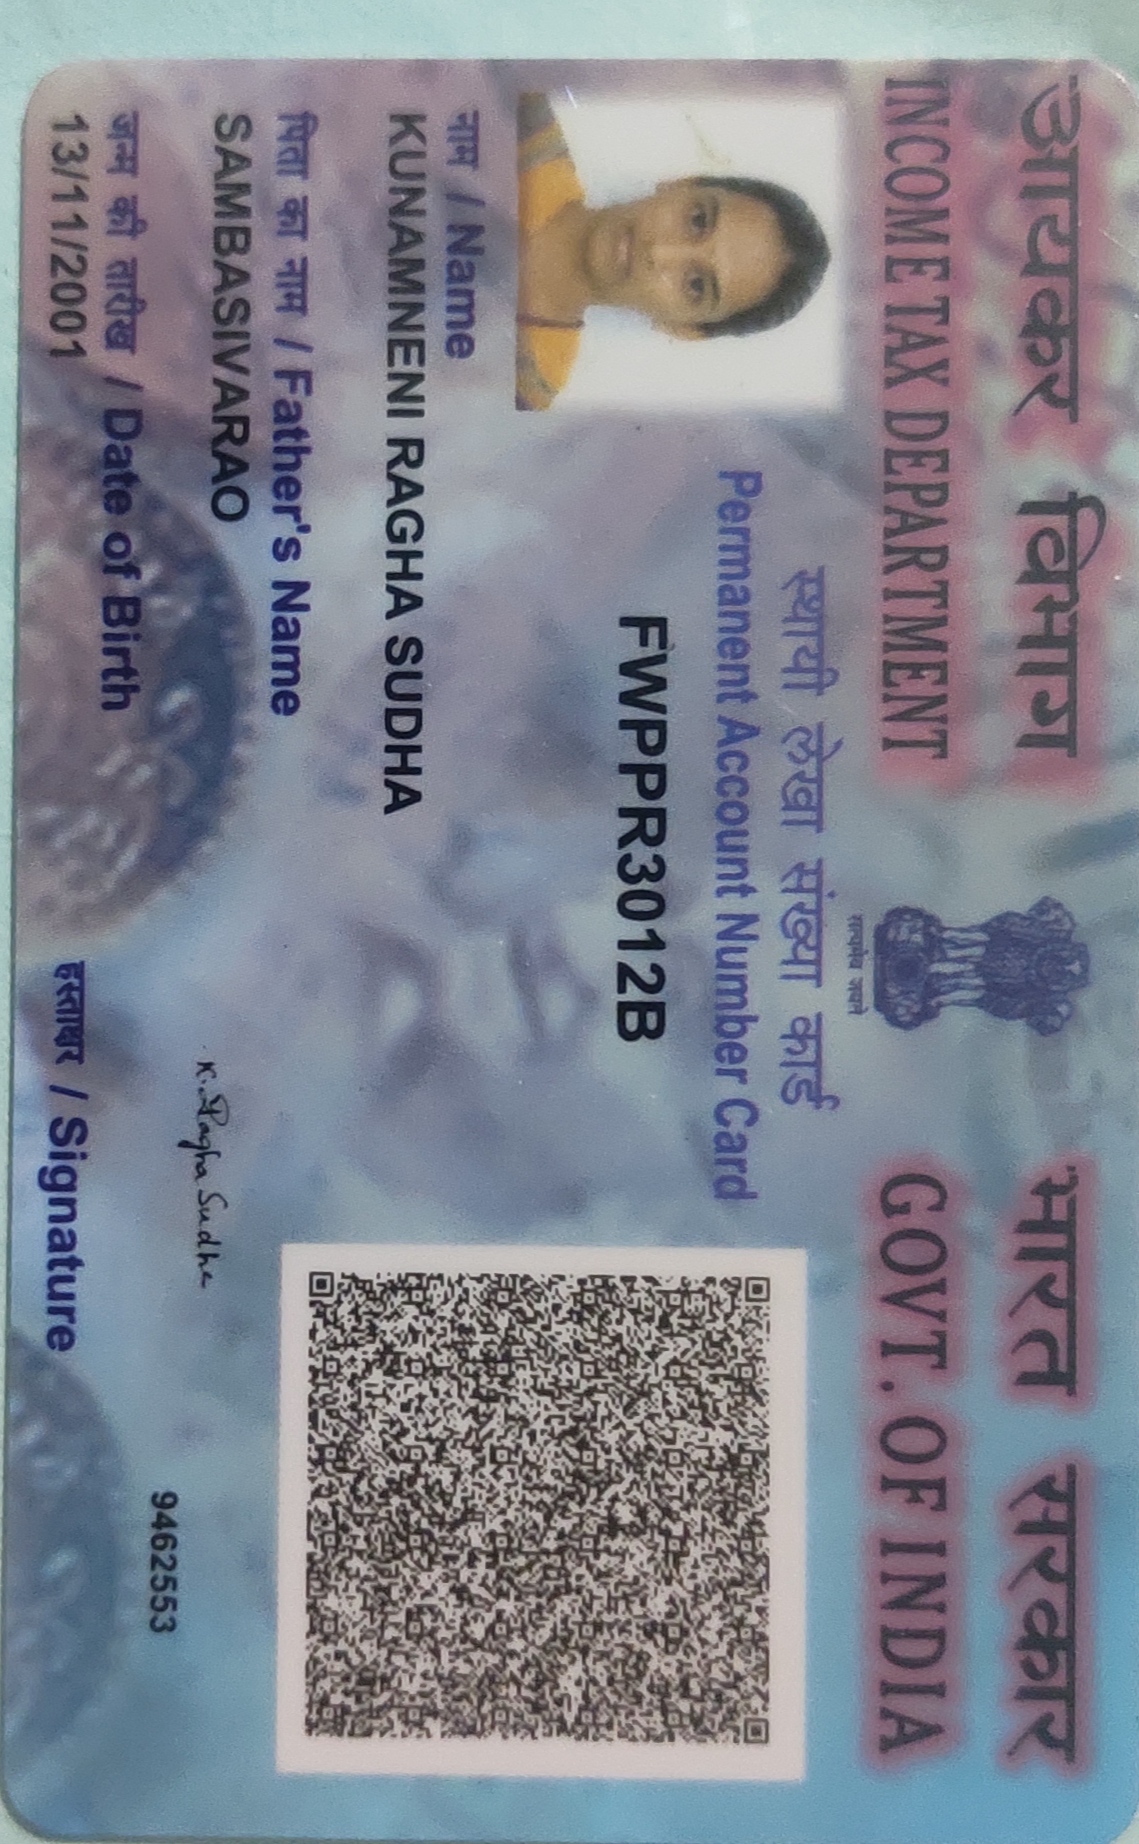 आयकर विभाग
INCOME TAX DEPARTMENT
सत्यमेव जयते
भारत सरकार
GOVT. OF INDIA
स्थायी लेखा संख्या कार्ड
Permanent Account Number Card
FWPPR3012B
नाम / Name
KUNAMNENI RAGHA SUDHA
पिता का नाम / Father's Name
SAMBASIVARAO
जन्म की तारीख / Date of Birth
13/11/2001
K. Ragha Sudha
हस्ताक्षर / Signature
9462553